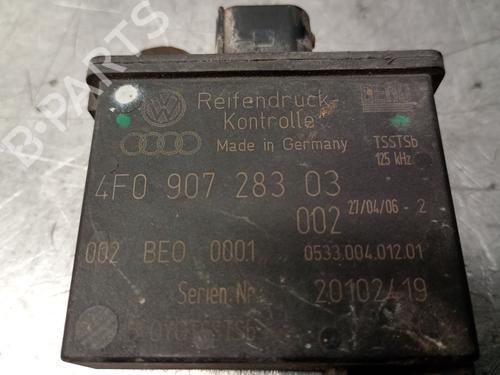 Reifendruck-
Kontrolle
Made in Germany
TSSTSb
125 kHz
4F0 907 283 03
002
27/04/06 - 2
002 BEO 0001
0533.004.012.01
Serien.Nr.
20102419
B-PARTS